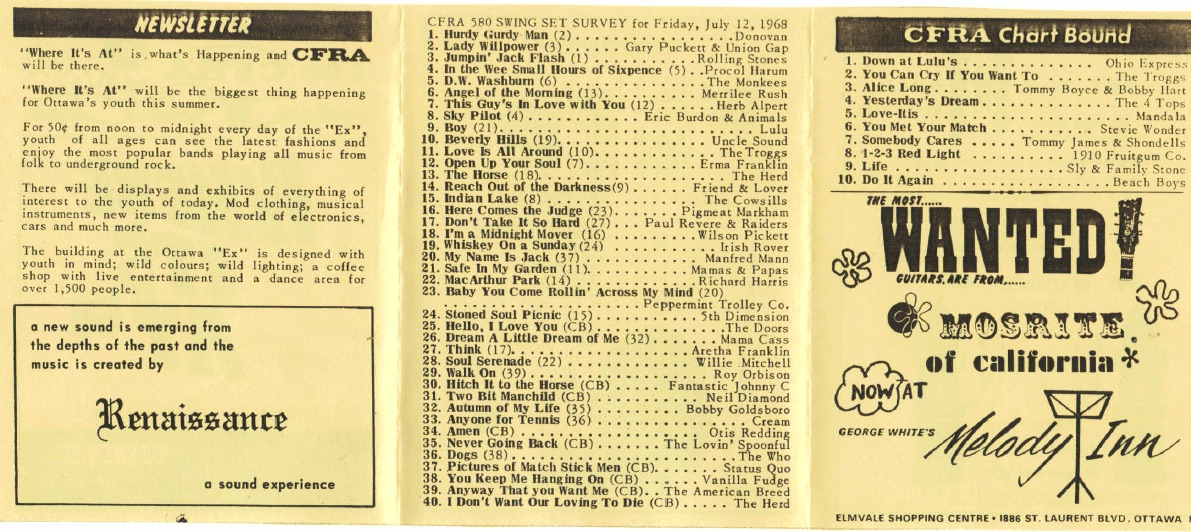 NEWSLETTER
"Where It's At" is what's Happening and CFRA
will be there.
"Where It's At" will be the biggest thing happening
for Ottawa's youth this summer.
For 50¢ from noon to midnight every day of the "Ex",
youth of all ages can see the latest fashions and
enjoy the most popular bands playing all music from
folk to underground rock.
There will be displays and exhibits of everything of
interest to the youth of today. Mod clothing, musical
instruments, new items from the world of electronics,
cars and much more.
The building at the Ottawa "Ex" is designed with
youth in mind; wild colours; wild lighting; a coffee
shop with live entertainment and a dance area for
over 1,500 people.
a new sound is emerging from
the depths of the past and the
music is created by
Renaissance
a sound experience
CFRA 580 SWING SET SURVEY for Friday, July 12, 1968
1. Hurdy Gurdy Man (2) . . . . . . . . . . Donovan
2. Lady Willpower (3) . . . . . Gary Puckett & Union Gap
3. Jumpin' Jack Flash (1) . . . . . . . Rolling Stones
4. In the Wee Small Hours of Sixpence (5) . . Procol Harum
5. D.W. Washburn (6) . . . . . . . . The Monkees
6. Angel of the Morning (13) . . . . . . Merrilee Rush
7. This Guy's In Love with You (12) . . . . . Herb Alpert
8. Sky Pilot (4) . . . . . . . Eric Burdon & Animals
9. Boy (21) . . . . . . . . . . . . Lulu
10. Beverly Hills (19) . . . . . . . . Uncle Sound
11. Love Is All Around (10) . . . . . . . The Troggs
12. Open Up Your Soul (7) . . . . . . . Erma Franklin
13. The Horse (18) . . . . . . . . . . The Herd
14. Reach Out of the Darkness(9) . . . . . Friend & Lover
15. Indian Lake (8) . . . . . . . . . The Cowsills
16. Here Comes the Judge (23) . . . . . Pigmeat Markham
17. Don't Take It So Hard (27) . . . Paul Revere & Raiders
18. I'm a Midnight Mover (16) . . . . . . Wilson Pickett
19. Whiskey On a Sunday (24) . . . . . . Irish Rover
20. My Name Is Jack (37) . . . . . . . Manfred Mann
21. Safe In My Garden (11) . . . . . . Mamas & Papas
22. MacArthur Park (14) . . . . . . . Richard Harris
23. Baby You Come Rollin' Across My Mind (20)
. . . . . . . . . . . Peppermint Trolley Co.
24. Stoned Soul Picnic (15) . . . . . . 5th Dimension
25. Hello, I Love You (CB) . . . . . . . The Doors
26. Dream A Little Dream of Me (32) . . . . . Mama Cass
27. Think (17) . . . . . . . . . Aretha Franklin
28. Soul Serenade (22) . . . . . . . Willie Mitchell
29. Walk On (39) . . . . . . . . . Roy Orbison
30. Hitch It to the Horse (CB) . . . . . Fantastic Johnny C
31. Two Bit Manchild (CB) . . . . . . Neil Diamond
32. Autumn of My Life (35) . . . . . Bobby Goldsboro
33. Anyone for Tennis (36) . . . . . . . . Cream
34. Amen (CB) . . . . . . . . . . Otis Redding
35. Never Going Back (CB) . . . . . The Lovin' Spoonful
36. Dogs (38) . . . . . . . . . . . The Who
37. Pictures of Match Stick Men (CB) . . . . Status Quo
38. You Keep Me Hanging On (CB) . . . . . Vanilla Fudge
39. Anyway That you Want Me (CB) . . The American Breed
40. I Don't Want Our Loving To Die (CB) . . . . The Herd
CFRA Chart Bound
1. Down at Lulu's . . . . . . . . . Ohio Express
2. You Can Cry If You Want To . . . . . The Troggs
3. Alice Long . . . . . . Tommy Boyce & Bobby Hart
4. Yesterday's Dream . . . . . . . . The 4 Tops
5. Love-Itis . . . . . . . . . . . Mandala
6. You Met Your Match . . . . . . Stevie Wonder
7. Somebody Cares . . . . Tommy James & Shondells
8. 1-2-3 Red Light . . . . . . 1910 Fruitgum Co.
9. Life . . . . . . . . . . Sly & Family Stone
10. Do It Again . . . . . . . . . Beach Boys
THE MOST......
WANTED
GUITARS, ARE FROM,......
MOSRITE
of california
NOW AT
GEORGE WHITE'S
Melody Inn
ELMVALE SHOPPING CENTRE • 1886 ST. LAURENT BLVD. OTTAWA